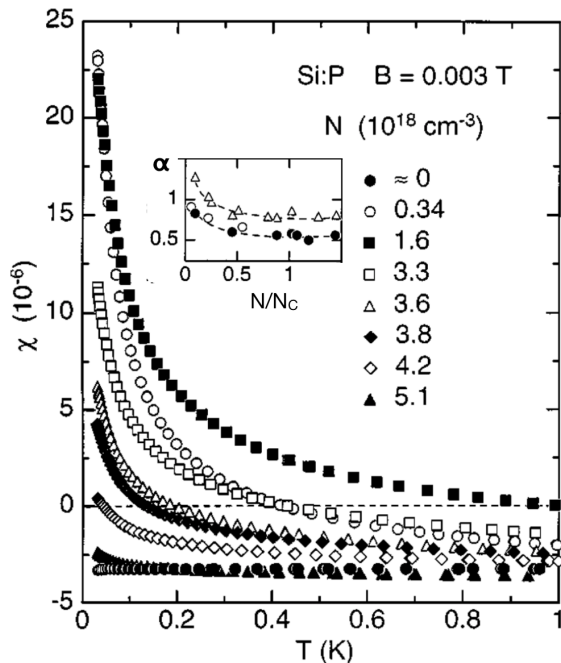 25
20
15
10
5
0
-5
χ (10⁻⁶)
Si:P B = 0.003 T
N (10¹⁸ cm⁻³)
≈ 0
0.34
1.6
3.3
3.6
3.8
4.2
5.1
α
1
0.5
0 0.5 1
N/N_C
0 0.2 0.4 0.6 0.8 1
T (K)